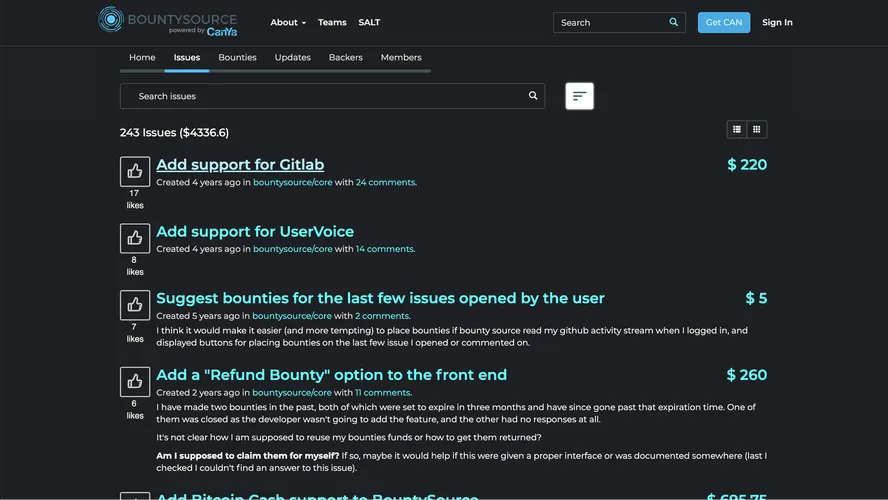 BOUNTYSOURCE
powered by CanYa
About Teams SALT
Search
Get CAN
Sign In
Home Issues Bounties Updates Backers Members
Search issues
243 Issues ($4336.6)
Add support for Gitlab $ 220
Created 4 years ago in bountysource/core with 24 comments.
17
likes
Add support for UserVoice
Created 4 years ago in bountysource/core with 14 comments.
8
likes
Suggest bounties for the last few issues opened by the user $ 5
Created 5 years ago in bountysource/core with 2 comments.
I think it would make it easier (and more tempting) to place bounties if bounty source read my github activity stream when I logged in, and
displayed buttons for placing bounties on the last few issue I opened or commented on.
7
likes
Add a "Refund Bounty" option to the front end $ 260
Created 2 years ago in bountysource/core with 11 comments.
I have made two bounties in the past, both of which were set to expire in three months and have since gone past that expiration time. One of
them was closed as the developer wasn't going to add the feature, and the other had no responses at all.
6
likes
It's not clear how I am supposed to reuse my bounties funds or how to get them returned?
Am I supposed to claim them for myself? If so, maybe it would help if this were given a proper interface or was documented somewhere (last I
checked I couldn't find an answer to this issue).
Add Bitcoin Cash support to BountySource $ 695.75